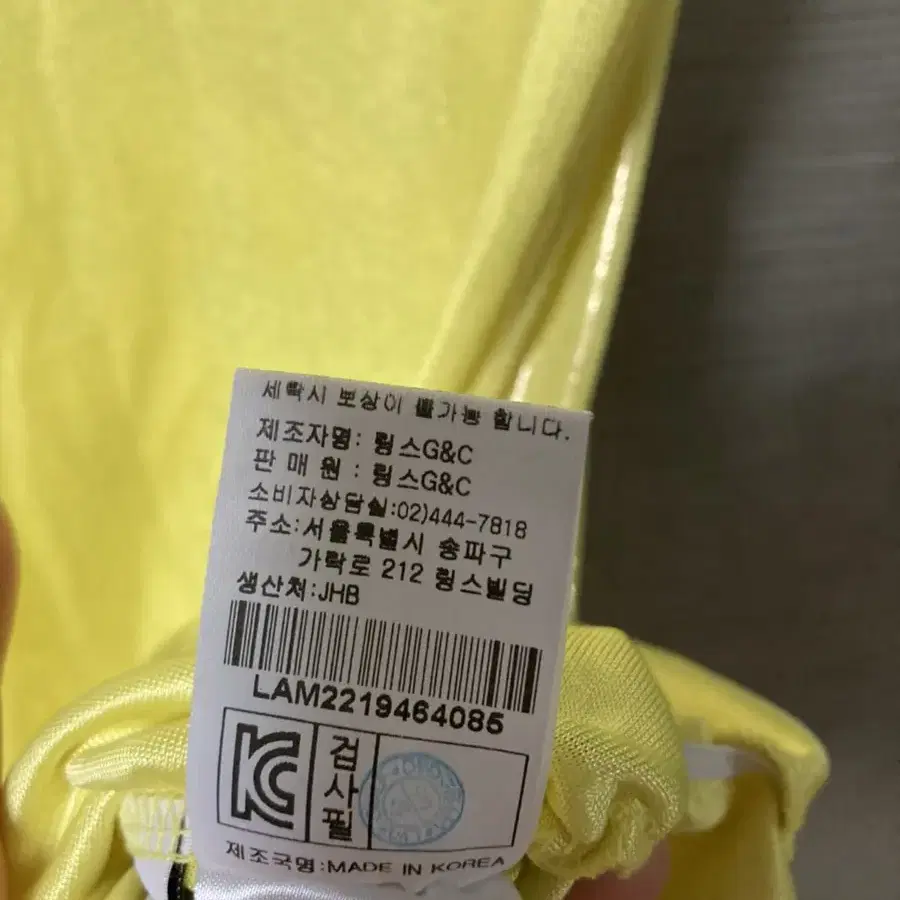 세탁시 보상이 불가능 합니다.
제조자명: 링스G&C
판 매 원 : 링스G&C
소비자상담실:02)444-7818
주소:서울특별시 송파구
가락로 212 링스빌딩
생산처:JHB
LAM2219464085
KC 검사필
제조국명:MADE IN KOREA